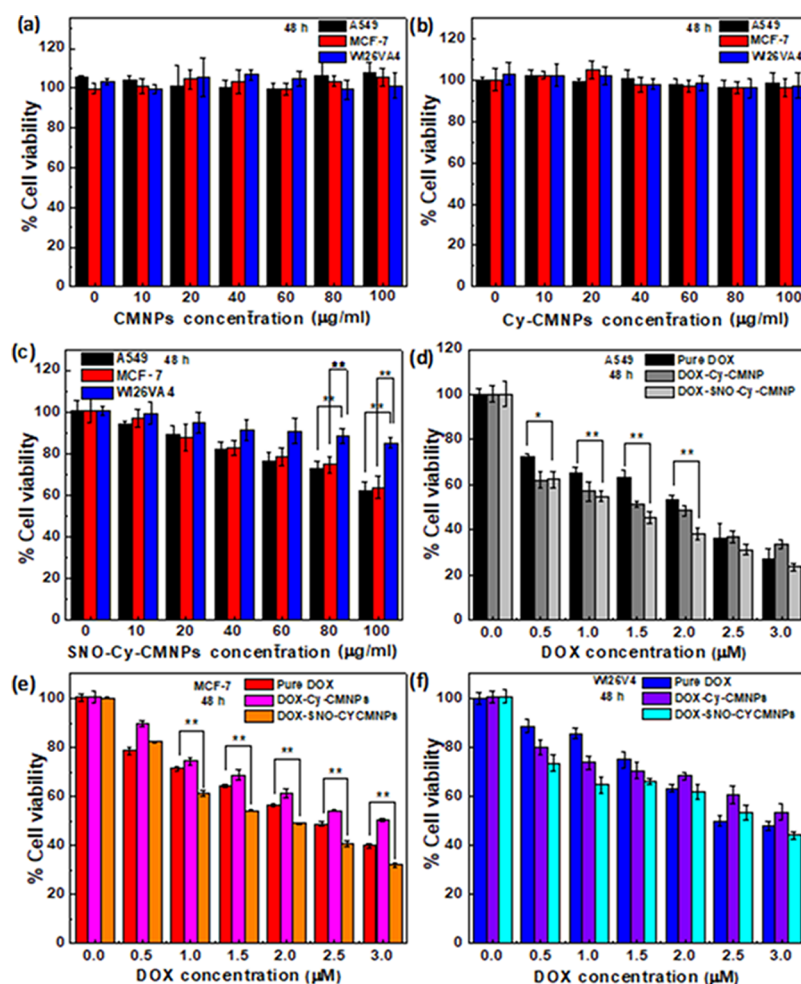 (a)
48 h
A549
MCF-7
WI26VA4
% Cell viability
120
100
80
60
40
20
0
0 10 20 40 60 80 100
CMNPs concentration (μg/ml)
(b)
48 h
A549
MCF-7
WI26VA4
% Cell viability
120
100
80
60
40
20
0
0 10 20 40 60 80 100
Cy-CMNPs concentration (μg/ml)
(c)
A549 48 h
MCF-7
WI26VA4
**
**
**
**
% Cell viability
120
100
80
60
40
20
0
0 10 20 40 60 80 100
SNO-Cy-CMNPs concentration (μg/ml)
(d)
A549
48 h
Pure DOX
DOX-Cy-CMNP
DOX-SNO-Cy-CMNP
*
**
**
**
% Cell viability
120
100
80
60
40
20
0
0.0 0.5 1.0 1.5 2.0 2.5 3.0
DOX concentration (μM)
(e)
MCF-7
48 h
Pure DOX
DOX-Cy-CMNPs
DOX-SNO-CYCMNPs
**
**
**
**
**
% Cell viability
100
80
60
40
20
0
0.0 0.5 1.0 1.5 2.0 2.5 3.0
DOX concentration (μM)
(f)
WI26V4
48 h
Pure DOX
DOX-Cy-CMNPs
DOX-SNO-CYCMNPs
% Cell viability
100
80
60
40
20
0
0.0 0.5 1.0 1.5 2.0 2.5 3.0
DOX concentration (μM)